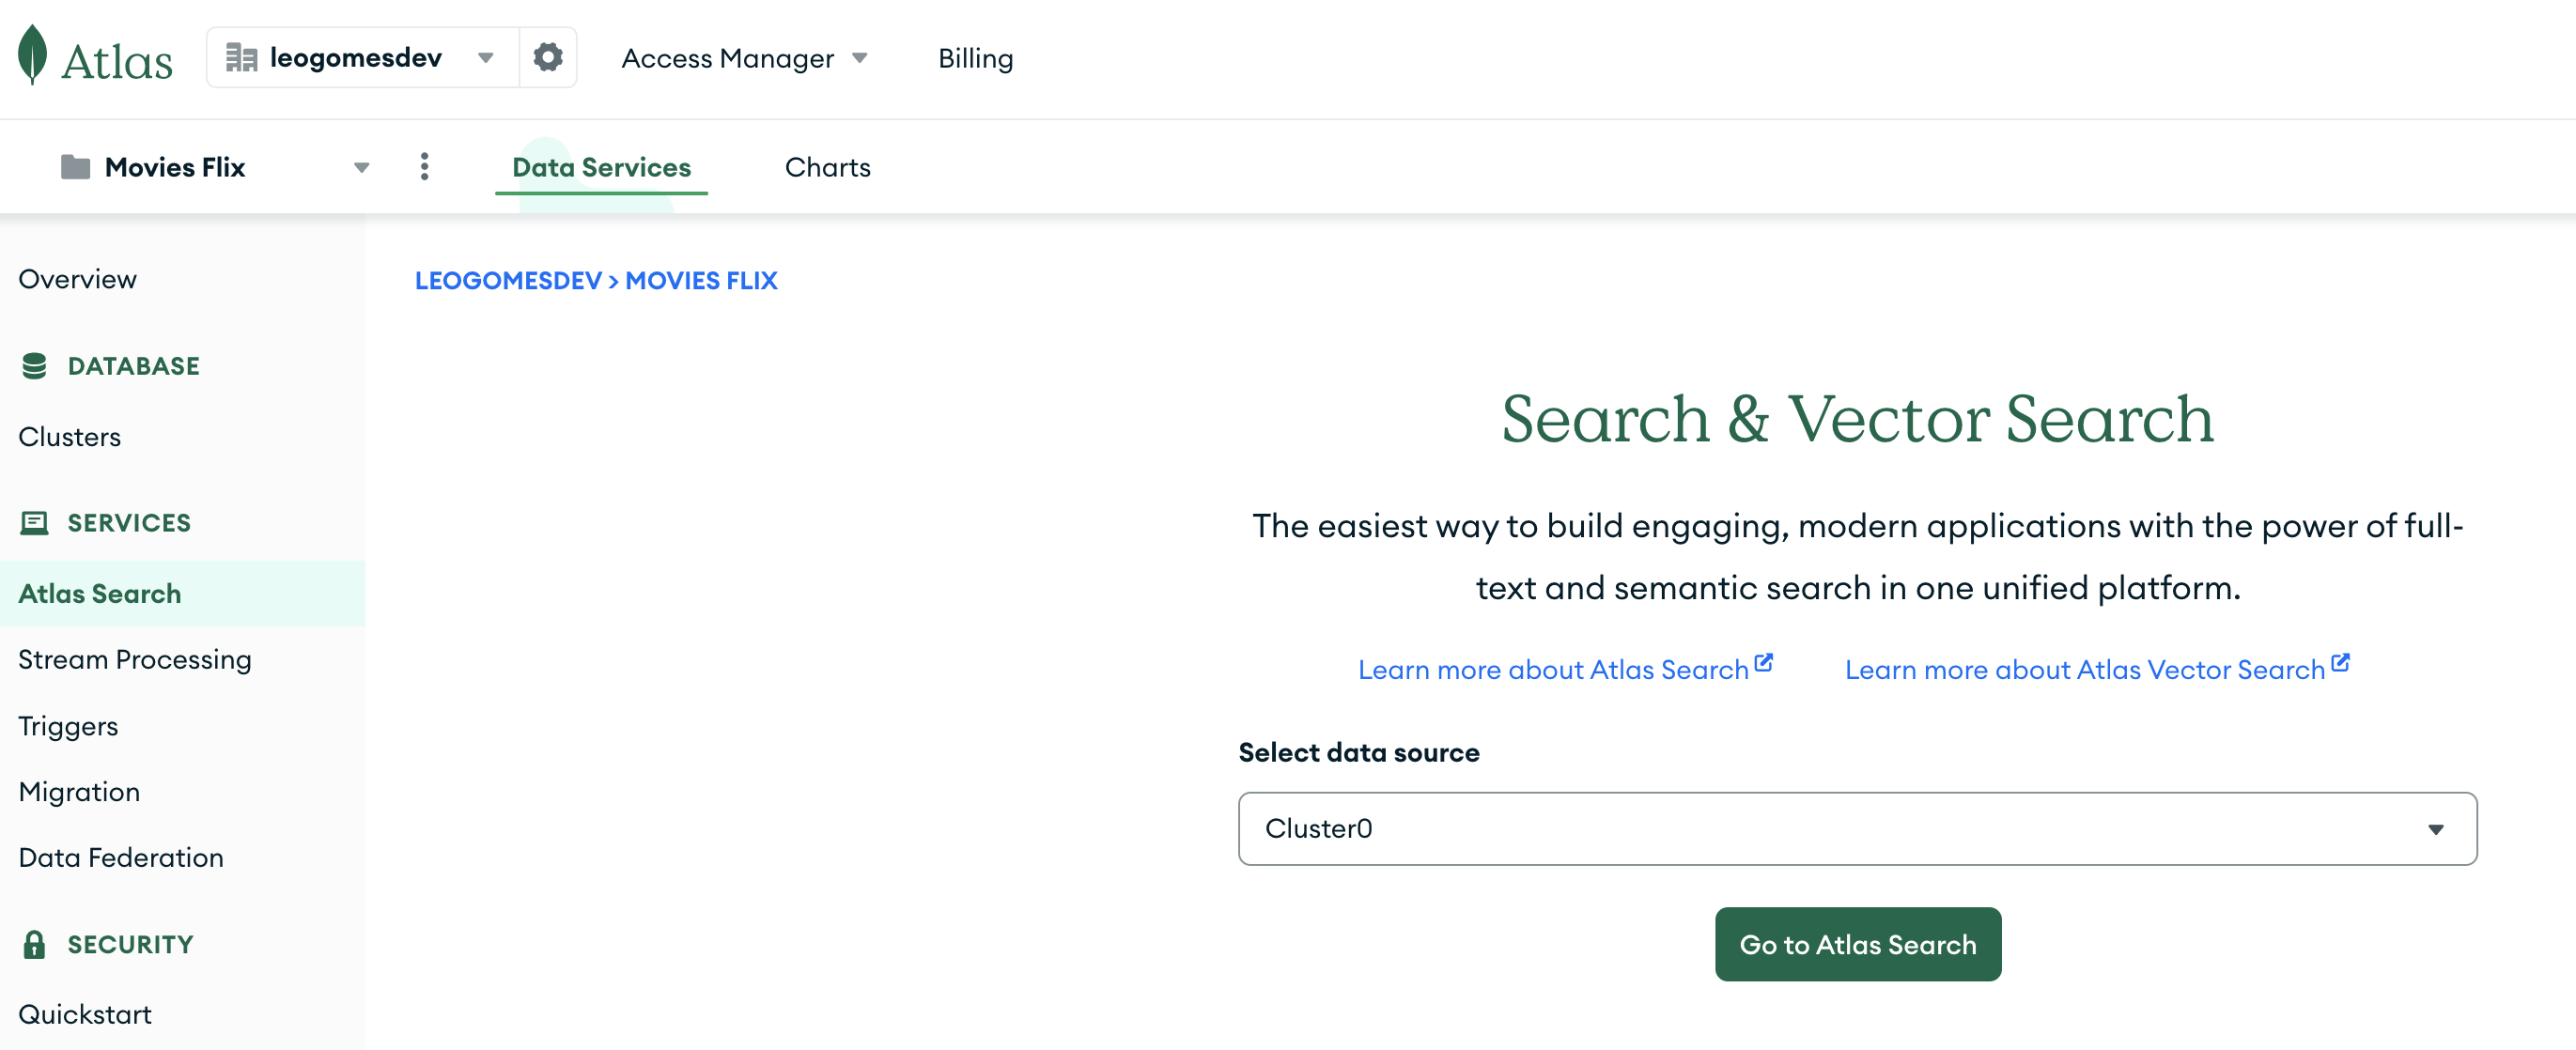 Atlas
leogomesdev
Access Manager
Billing
Movies Flix
Data Services
Charts
Overview
DATABASE
Clusters
SERVICES
Atlas Search
Stream Processing
Triggers
Migration
Data Federation
SECURITY
Quickstart
LEOGOMESDEV > MOVIES FLIX
Search & Vector Search
The easiest way to build engaging, modern applications with the power of full-
text and semantic search in one unified platform.
Learn more about Atlas Search
Learn more about Atlas Vector Search
Select data source
Cluster0
Go to Atlas Search